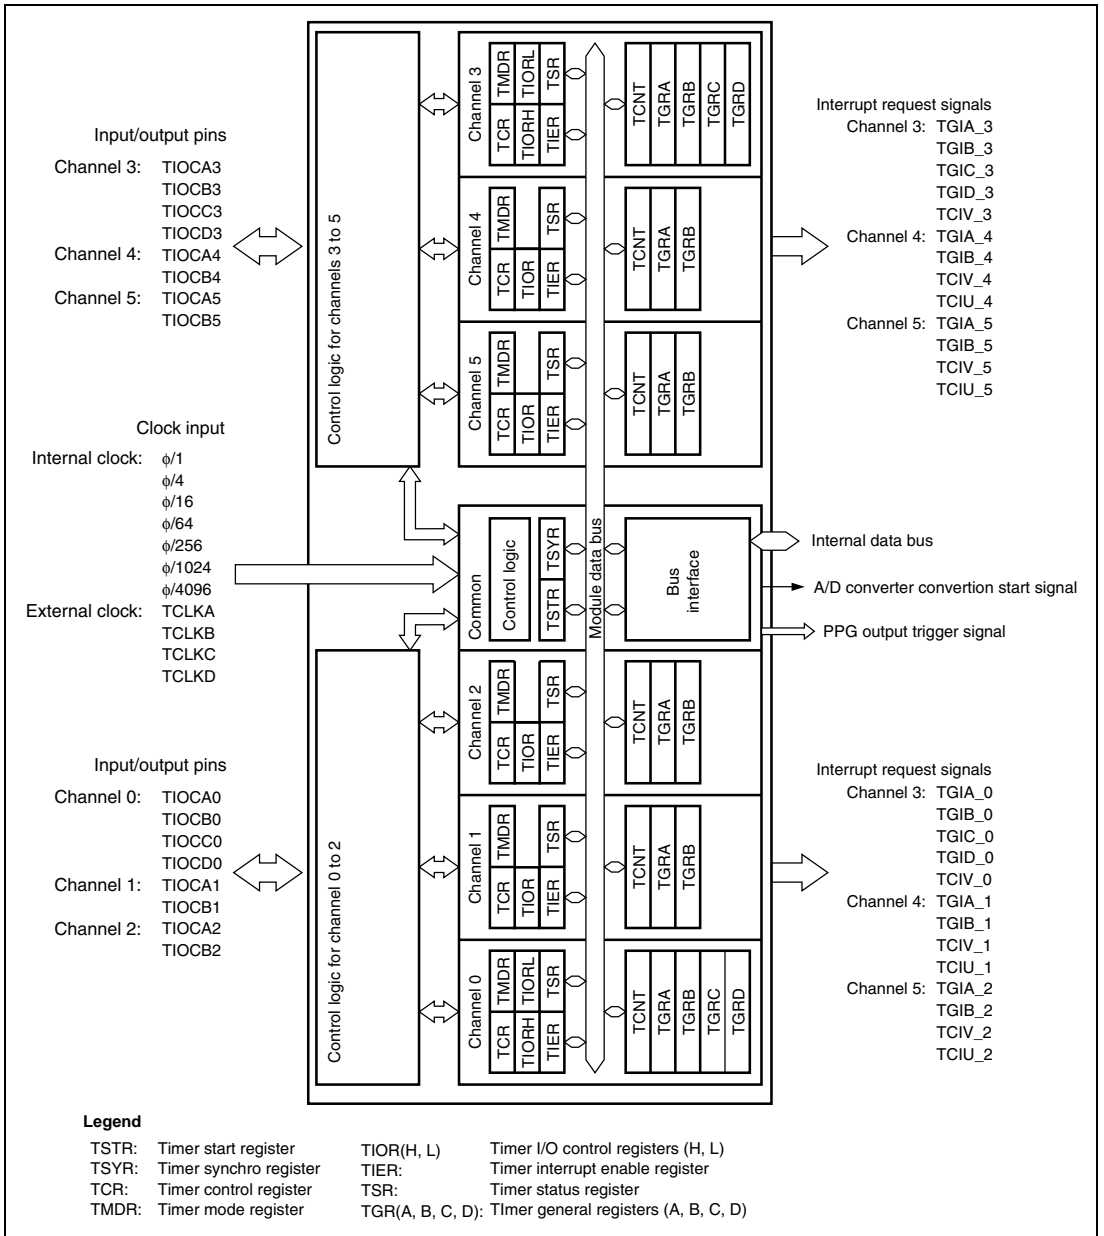 Input/output pins
Channel 3: TIOCA3
TIOCB3
TIOCC3
TIOCD3
Channel 4: TIOCA4
TIOCB4
Channel 5: TIOCA5
TIOCB5
Clock input
Internal clock: ϕ/1
ϕ/4
ϕ/16
ϕ/64
ϕ/256
ϕ/1024
ϕ/4096
External clock: TCLKA
TCLKB
TCLKC
TCLKD
Input/output pins
Channel 0: TIOCA0
TIOCB0
TIOCC0
TIOCD0
Channel 1: TIOCA1
TIOCB1
Channel 2: TIOCA2
TIOCB2
Control logic for channels 3 to 5
Control logic for channel 0 to 2
Channel 3
TCR TMDR
TIORH TIORL
TIER TSR
TCNT
TGRA
TGRB
TGRC
TGRD
Channel 4
TCR TMDR
TIOR
TIER TSR
TCNT
TGRA
TGRB
Channel 5
TCR TMDR
TIOR
TIER TSR
TCNT
TGRA
TGRB
Common
Control logic
TSTR TSYR
Module data bus
Bus
interface
Channel 2
TCR TMDR
TIOR
TIER TSR
TCNT
TGRA
TGRB
Channel 1
TCR TMDR
TIOR
TIER TSR
TCNT
TGRA
TGRB
Channel 0
TCR TMDR
TIORH TIORL
TIER TSR
TCNT
TGRA
TGRB
TGRC
TGRD
Interrupt request signals
Channel 3: TGIA_3
TGIB_3
TGIC_3
TGID_3
TCIV_3
Channel 4: TGIA_4
TGIB_4
TCIV_4
TCIU_4
Channel 5: TGIA_5
TGIB_5
TCIV_5
TCIU_5
Internal data bus
A/D converter convertion start signal
PPG output trigger signal
Interrupt request signals
Channel 3: TGIA_0
TGIB_0
TGIC_0
TGID_0
TCIV_0
Channel 4: TGIA_1
TGIB_1
TCIV_1
TCIU_1
Channel 5: TGIA_2
TGIB_2
TCIV_2
TCIU_2
Legend
TSTR: Timer start register
TSYR: Timer synchro register
TCR: Timer control register
TMDR: Timer mode register
TIOR(H, L) Timer I/O control registers (H, L)
TIER: Timer interrupt enable register
TSR: Timer status register
TGR(A, B, C, D): TImer general registers (A, B, C, D)